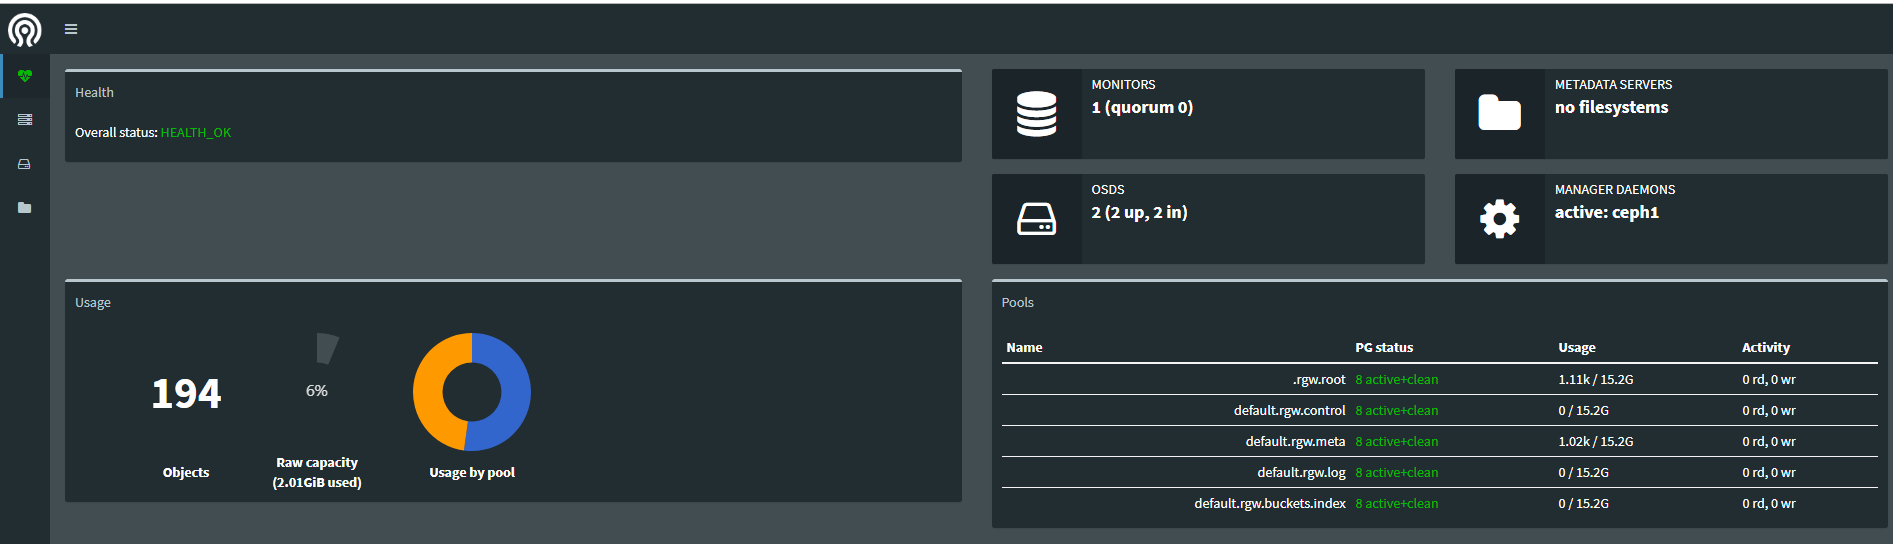 Health
Overall status: HEALTH_OK
MONITORS
1 (quorum 0)
METADATA SERVERS
no filesystems
OSDS
2 (2 up, 2 in)
MANAGER DAEMONS
active: ceph1
Usage
194
Objects
6%
Raw capacity
(2.01GiB used)
Usage by pool
Pools
Name PG status Usage Activity
.rgw.root 8 active+clean 1.11k / 15.2G 0 rd, 0 wr
default.rgw.control 8 active+clean 0 / 15.2G 0 rd, 0 wr
default.rgw.meta 8 active+clean 1.02k / 15.2G 0 rd, 0 wr
default.rgw.log 8 active+clean 0 / 15.2G 0 rd, 0 wr
default.rgw.buckets.index 8 active+clean 0 / 15.2G 0 rd, 0 wr